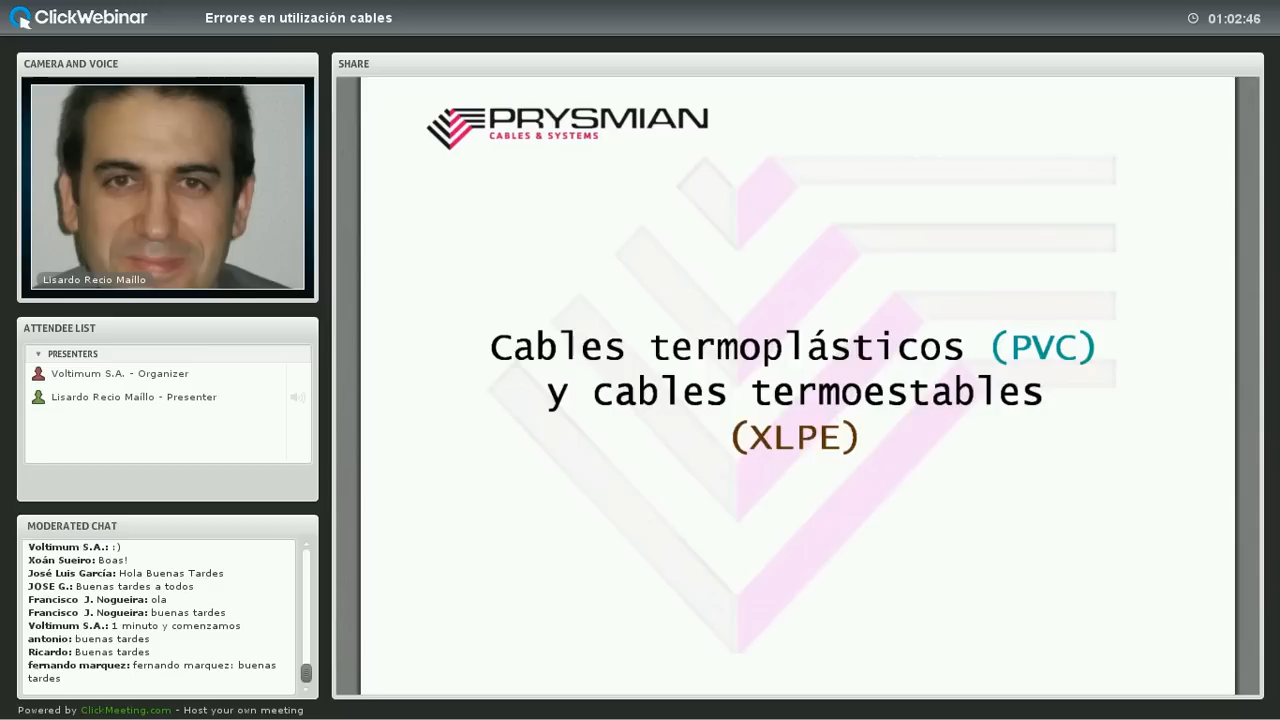 ClickWebinar
Errores en utilización cables
01:02:46
CAMERA AND VOICE
Lisardo Recio Maíllo
ATTENDEE LIST
PRESENTERS
Voltimum S.A. - Organizer
Lisardo Recio Maíllo - Presenter
MODERATED CHAT
Voltimum S.A.: :)
Xoán Sueiro: Boas!
José Luis García: Hola Buenas Tardes
JOSE G.: Buenas tardes a todos
Francisco J. Nogueira: ola
Francisco J. Nogueira: buenas tardes
Voltimum S.A.: 1 minuto y comenzamos
antonio: buenas tardes
Ricardo: Buenas tardes
fernando marquez: fernando marquez: buenas
tardes
Powered by ClickMeeting.com - Host your own meeting
SHARE
PRYSMIAN
CABLES & SYSTEMS
Cables termoplásticos (PVC)
y cables termoestables
(XLPE)